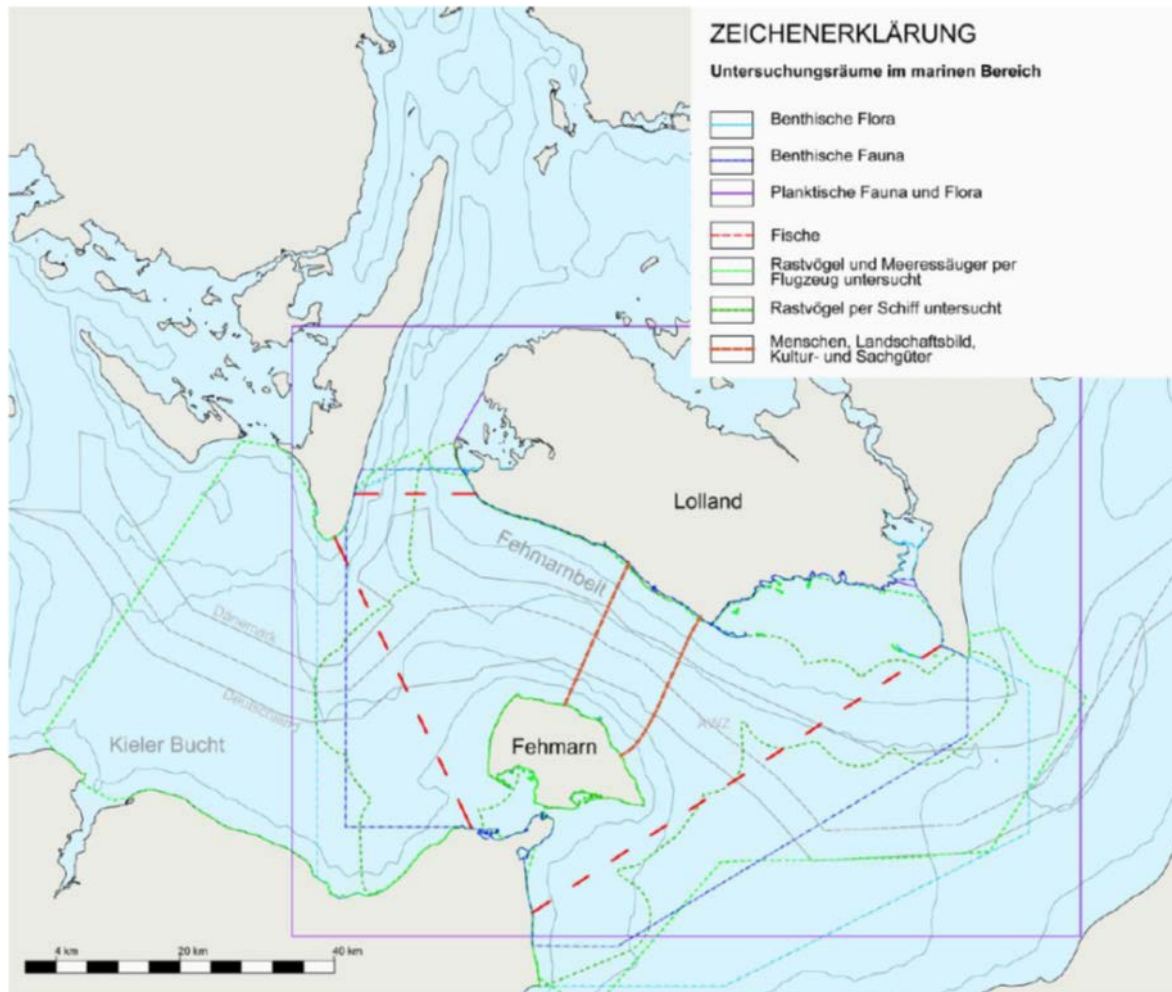 ZEICHENERKLÄRUNG
Untersuchungsräume im marinen Bereich
Benthische Flora
Benthische Fauna
Planktische Fauna und Flora
Fische
Rastvögel und Meeressäuger per
Flugzeug untersucht
Rastvögel per Schiff untersucht
Menschen, Landschaftsbild,
Kultur- und Sachgüter
Lolland
Fehmarnbelt
Dänemark
Deutschland
AWZ
Kieler Bucht
Fehmarn
4 km
20 km
40 km